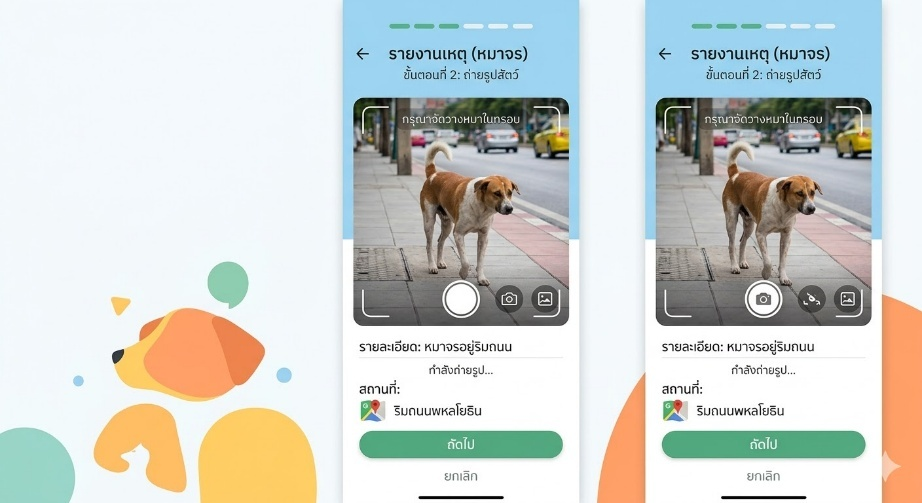 รายงานเหตุ (หมาจร)
ขั้นตอนที่ 2: ถ่ายรูปสัตว์
กรุณาจัดวางหมาในกรอบ
รายละเอียด: หมาจรอยู่ริมถนน
กำลังถ่ายรูป...
สถานที่:
ริมถนนพหลโยธิน
ถัดไป
ยกเลิก
รายงานเหตุ (หมาจร)
ขั้นตอนที่ 2: ถ่ายรูปสัตว์
กรุณาจัดวางหมาในกรอบ
รายละเอียด: หมาจรอยู่ริมถนน
กำลังถ่ายรูป...
สถานที่:
ริมถนนพหลโยธิน
ถัดไป
ยกเลิก